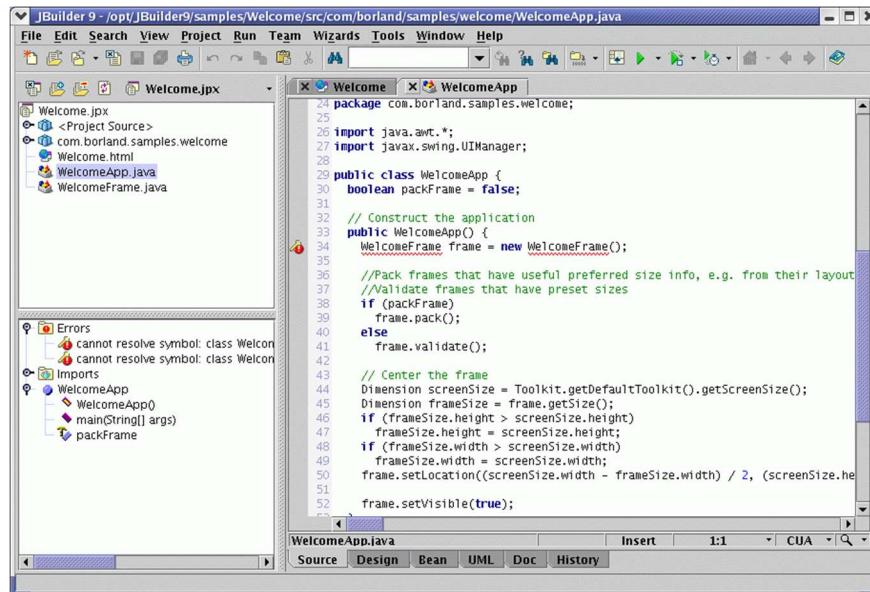 JBuilder 9 - /opt/JBuilder9/samples/Welcome/src/com/borland/samples/welcome/WelcomeApp.java
File Edit Search View Project Run Team Wizards Tools Window Help
Welcome.jpx
Welcome.jpx
<Project Source>
com.borland.samples.welcome
Welcome.html
WelcomeApp.java
WelcomeFrame.java
Errors
cannot resolve symbol: class Welcon
cannot resolve symbol: class Welcon
Imports
WelcomeApp
WelcomeApp()
main(String[] args)
packFrame
Welcome WelcomeApp
24 package com.borland.samples.welcome;
25
26 import java.awt.*;
27 import javax.swing.UIManager;
28
29 public class WelcomeApp {
30 boolean packFrame = false;
31
32 // Construct the application
33 public WelcomeApp() {
34 WelcomeFrame frame = new WelcomeFrame();
35
36 //Pack frames that have useful preferred size info, e.g. from their layout
37 //Validate frames that have preset sizes
38 if (packFrame)
39 frame.pack();
40 else
41 frame.validate();
42
43 // Center the frame
44 Dimension screenSize = Toolkit.getDefaultToolkit().getScreenSize();
45 Dimension frameSize = frame.getSize();
46 if (frameSize.height > screenSize.height)
47 frameSize.height = screenSize.height;
48 if (frameSize.width > screenSize.width)
49 frameSize.width = screenSize.width;
50 frame.setLocation((screenSize.width - frameSize.width) / 2, (screenSize.he
51
52 frame.setVisible(true);
WelcomeApp.java Insert 1:1 CUA
Source Design Bean UML Doc History